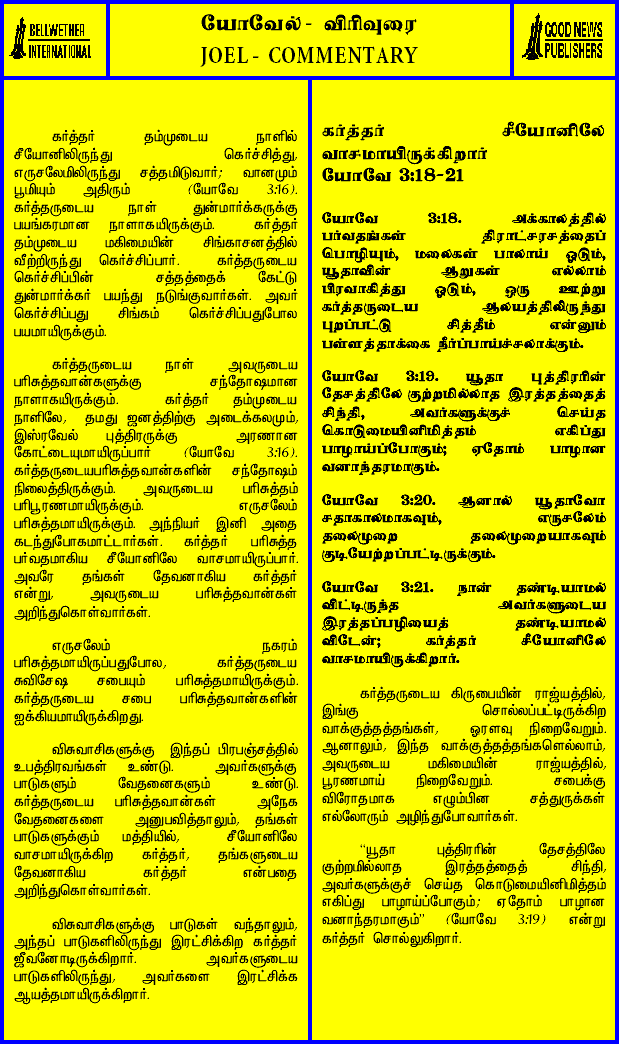 BELLWETHER
INTERNATIONAL
யோவேல் - விரிவுரை
JOEL - COMMENTARY
GOOD NEWS
PUBLISHERS
கர்த்தர் தம்முடைய நாளில்
சீயோனிலிருந்து கெர்ச்சித்து,
எருசலேமிலிருந்து சத்தமிடுவார்; வானமும்
பூமியும் அதிரும் (யோவே 3:16).
கர்த்தருடைய நாள் துன்மார்க்கருக்கு
பயங்கரமான நாளாகயிருக்கும். கர்த்தர்
தம்முடைய மகிமையின் சிங்காசனத்தில்
வீற்றிருந்து கெர்ச்சிப்பார். கர்த்தருடைய
கெர்ச்சிப்பின் சத்தத்தைக் கேட்டு
துன்மார்க்கர் பயந்து நடுங்குவார்கள். அவர்
கெர்ச்சிப்பது சிங்கம் கெர்ச்சிப்பதுபோல
பயமாயிருக்கும்.
கர்த்தருடைய நாள் அவருடைய
பரிசுத்தவான்களுக்கு சந்தோஷமான
நாளாகயிருக்கும். கர்த்தர் தம்முடைய
நாளிலே, தமது ஜனத்திற்கு அடைக்கலமும்,
இஸ்ரவேல் புத்திரருக்கு அரணான
கோட்டையுமாயிருப்பார் (யோவே 3:16).
கர்த்தருடையபரிசுத்தவான்களின் சந்தோஷம்
நிலைத்திருக்கும். அவருடைய பரிசுத்தம்
பரிபூரணமாயிருக்கும். எருசலேம்
பரிசுத்தமாயிருக்கும். அந்நியர் இனி அதை
கடந்துபோகமாட்டார்கள். கர்த்தர் பரிசுத்த
பர்வதமாகிய சீயோனிலே வாசமாயிருப்பார்.
அவரே தங்கள் தேவனாகிய கர்த்தர்
என்று, அவருடைய பரிசுத்தவான்கள்
அறிந்துகொள்வார்கள்.
எருசலேம் நகரம்
பரிசுத்தமாயிருப்பதுபோல, கர்த்தருடைய
சுவிசேஷ சபையும் பரிசுத்தமாயிருக்கும்.
கர்த்தருடைய சபை பரிசுத்தவான்களின்
ஐக்கியமாயிருக்கிறது.
விசுவாசிகளுக்கு இந்தப் பிரபஞ்சத்தில்
உபத்திரவங்கள் உண்டு. அவர்களுக்கு
பாடுகளும் வேதனைகளும் உண்டு.
கர்த்தருடைய பரிசுத்தவான்கள் அநேக
வேதனைகளை அனுபவித்தாலும், தங்கள்
பாடுகளுக்கும் மத்தியில், சீயோனிலே
வாசமாயிருக்கிற கர்த்தர், தங்களுடைய
தேவனாகிய கர்த்தர் என்பதை
அறிந்துகொள்வார்கள்.
விசுவாசிகளுக்கு பாடுகள் வந்தாலும்,
அந்தப் பாடுகளிலிருந்து இரட்சிக்கிற கர்த்தர்
ஜீவனோடிருக்கிறார். அவர்களுடைய
பாடுகளிலிருந்து, அவர்களை இரட்சிக்க
ஆயத்தமாயிருக்கிறார்.
கர்த்தர் சீயோனிலே
வாசமாயிருக்கிறார்
யோவே 3:18-21
யோவே 3:18. அக்காலத்தில்
பர்வதங்கள் திராட்சரசத்தைப்
பொழியும், மலைகள் பாலாய் ஓடும்,
யூதாவின் ஆறுகள் எல்லாம்
பிரவாகித்து ஓடும், ஒரு ஊற்று
கர்த்தருடைய ஆலயத்திலிருந்து
புறப்பட்டு சித்தீம் என்னும்
பள்ளத்தாக்கை நீர்ப்பாய்ச்சலாக்கும்.
யோவே 3:19. யூதா புத்திரரின்
தேசத்திலே குற்றமில்லாத இரத்தத்தைத்
சிந்தி, அவர்களுக்குச் செய்த
கொடுமையினிமித்தம் எகிப்து
பாழாய்ப்போகும்; ஏதோம் பாழான
வனாந்தரமாகும்.
யோவே 3:20. ஆனால் யூதாவோ
சதாகாலமாகவும், எருசலேம்
தலைமுறை தலைமுறையாகவும்
குடியேற்றப்பட்டிருக்கும்.
யோவே 3:21. நான் தண்டியாமல்
விட்டிருந்த அவர்களுடைய
இரத்தப்பழியைத் தண்டியாமல்
விடேன்; கர்த்தர் சீயோனிலே
வாசமாயிருக்கிறார்.
கர்த்தருடைய கிருபையின் ராஜ்யத்தில்,
இங்கு சொல்லப்பட்டிருக்கிற
வாக்குத்தத்தங்கள், ஓரளவு நிறைவேறும்.
ஆனாலும், இந்த வாக்குத்தத்தங்களெல்லாம்,
அவருடைய மகிமையின் ராஜ்யத்தில்,
பூரணமாய் நிறைவேறும். சபைக்கு
விரோதமாக எழும்பின சத்துருக்கள்
எல்லோரும் அழிந்துபோவார்கள்.
"யூதா புத்திரரின் தேசத்திலே
குற்றமில்லாத இரத்தத்தைத் சிந்தி,
அவர்களுக்குச் செய்த கொடுமையினிமித்தம்
எகிப்து பாழாய்ப்போகும்; ஏதோம் பாழான
வனாந்தரமாகும்" (யோவே 3:19) என்று
கர்த்தர் சொல்லுகிறார்.